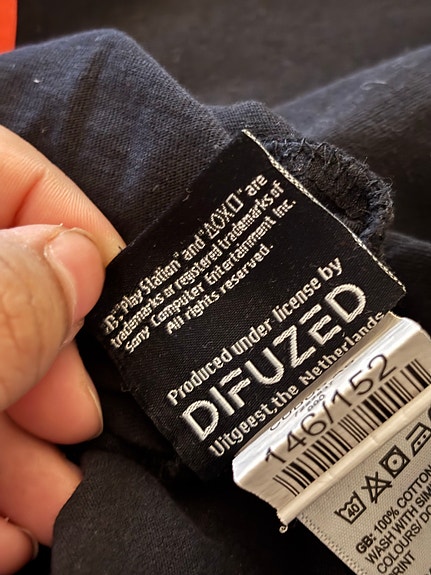 "PlayStation" and "△○✕□" are
trademarks or registered trademarks of
Sony Computer Entertainment Inc.
All rights reserved.
Produced under license by
DIFUZED
Uitgeest, the Netherlands
146/152
40
GB: 100% COTTON
WASH WITH
COLOURS/
PRINT